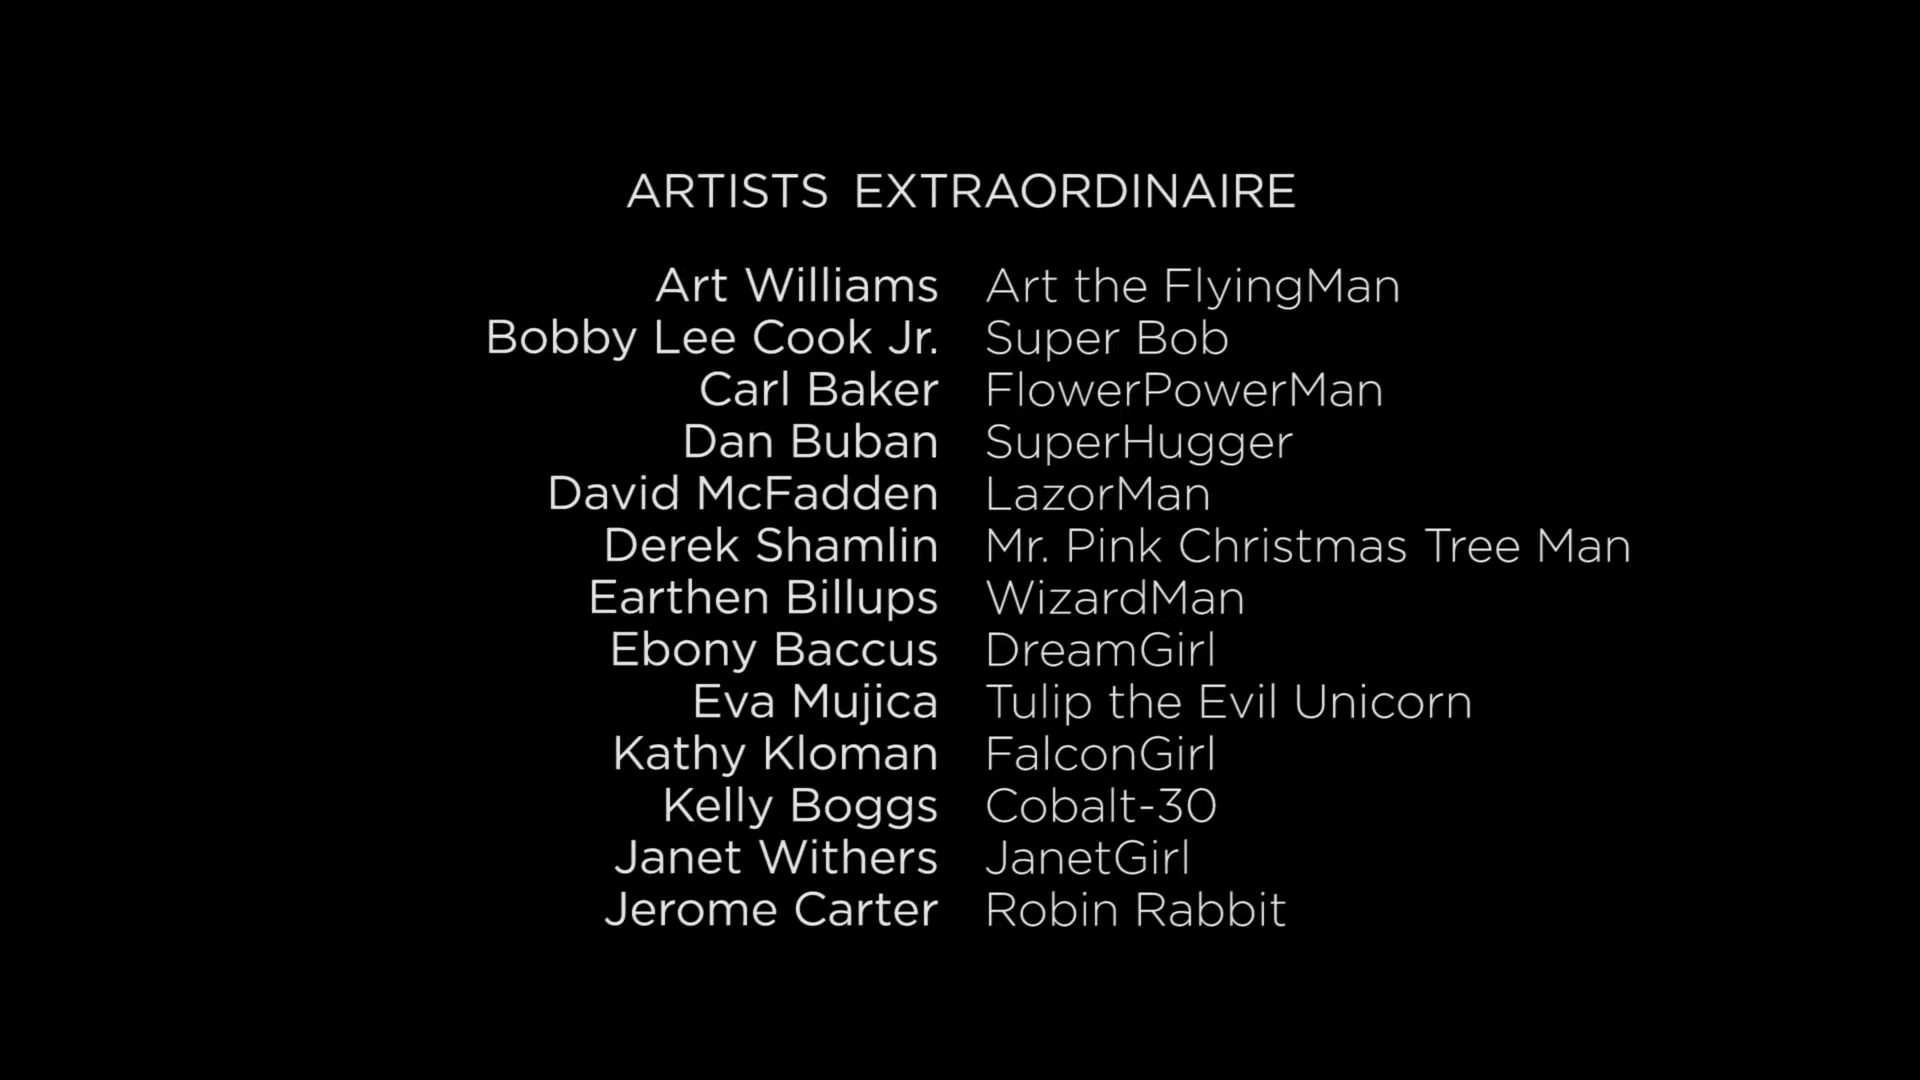 ARTISTS EXTRAORDINAIRE
Art Williams Art the FlyingMan
Bobby Lee Cook Jr. Super Bob
Carl Baker FlowerPowerMan
Dan Buban SuperHugger
David McFadden LazorMan
Derek Shamlin Mr. Pink Christmas Tree Man
Earthen Billups WizardMan
Ebony Baccus DreamGirl
Eva Mujica Tulip the Evil Unicorn
Kathy Kloman FalconGirl
Kelly Boggs Cobalt-30
Janet Withers JanetGirl
Jerome Carter Robin Rabbit